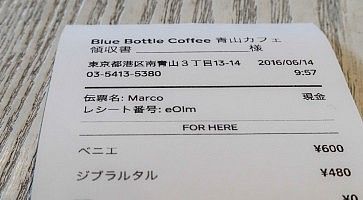 Blue Bottle Coffee 青山カフェ
領収書 様
東京都港区南青山3丁目13-14 2016/06/14
03-5413-5380 9:57
伝票名: Marco 現金
レシート番号: eOlm
FOR HERE
ベニエ ¥600
ジブラルタル ¥480
¥0